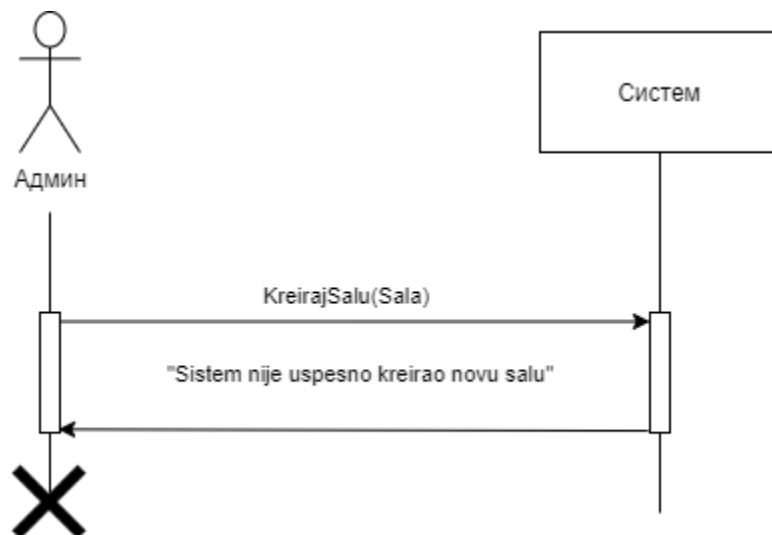 Систем
Админ
KreirajSalu(Sala)
"Sistem nije uspesno kreirao novu salu"